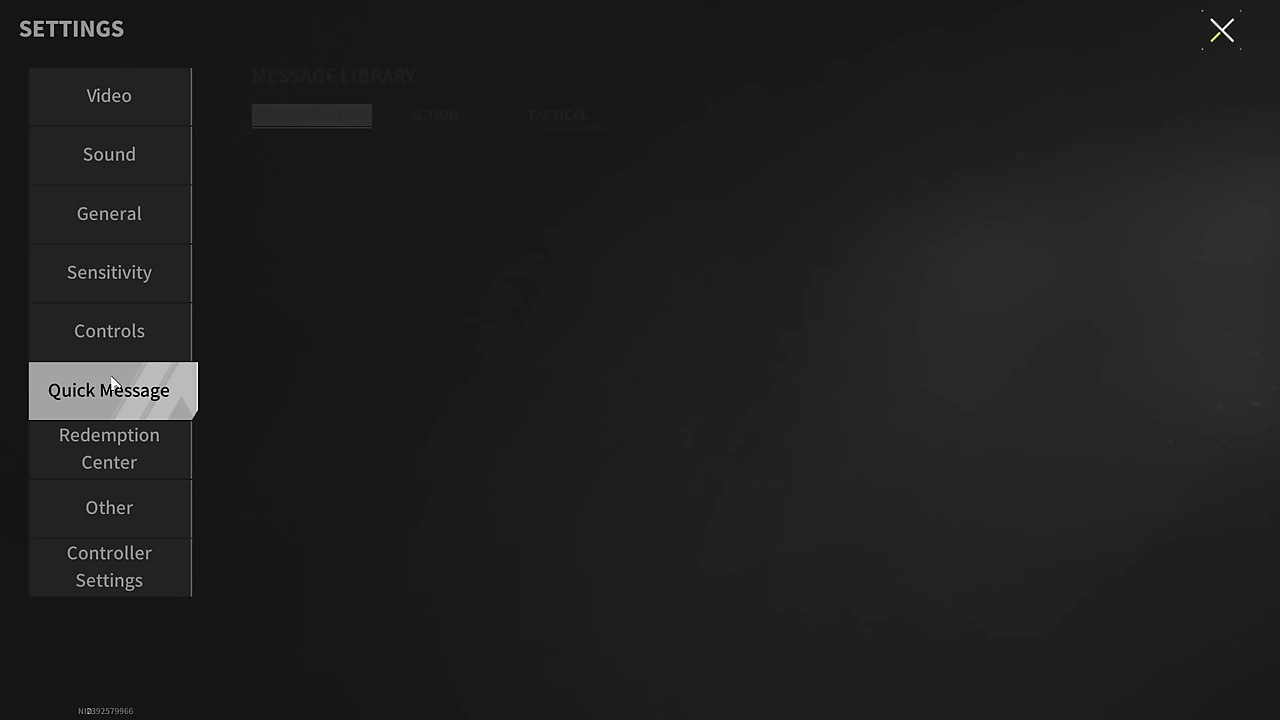 SETTINGS
Video
Sound
General
Sensitivity
Controls
Quick Message
Redemption
Center
Other
Controller
Settings
MESSAGE LIBRARY
ACTION
TACTICAL